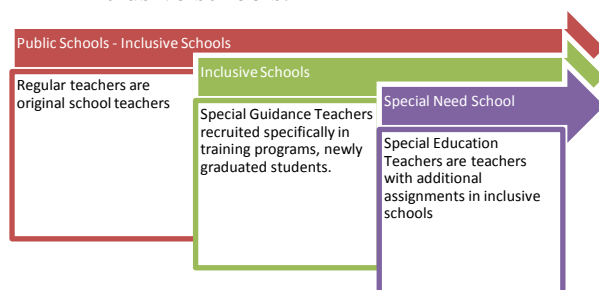 Public Schools - Inclusive Schools
Regular teachers are
original school teachers
Inclusive Schools
Special Guidance Teachers
recruited specifically in
training programs, newly
graduated students.
Special Need School
Special Education
Teachers are teachers
with additional
assignments in inclusive
schools